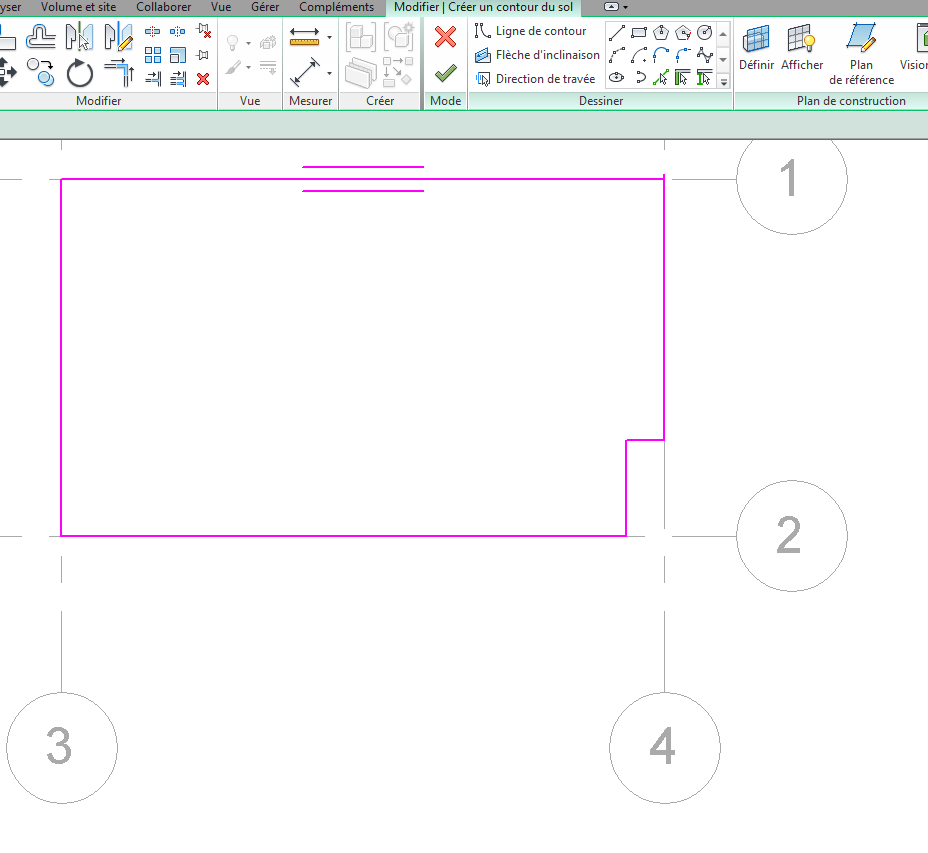 yser Volume et site Collaborer Vue Gérer Compléments Modifier | Créer un contour du sol
Ligne de contour
Flèche d'inclinaison
Direction de travée
Définir Afficher Plan de référence Vision
Modifier Vue Mesurer Créer Mode Dessiner Plan de construction
1
2
3 4